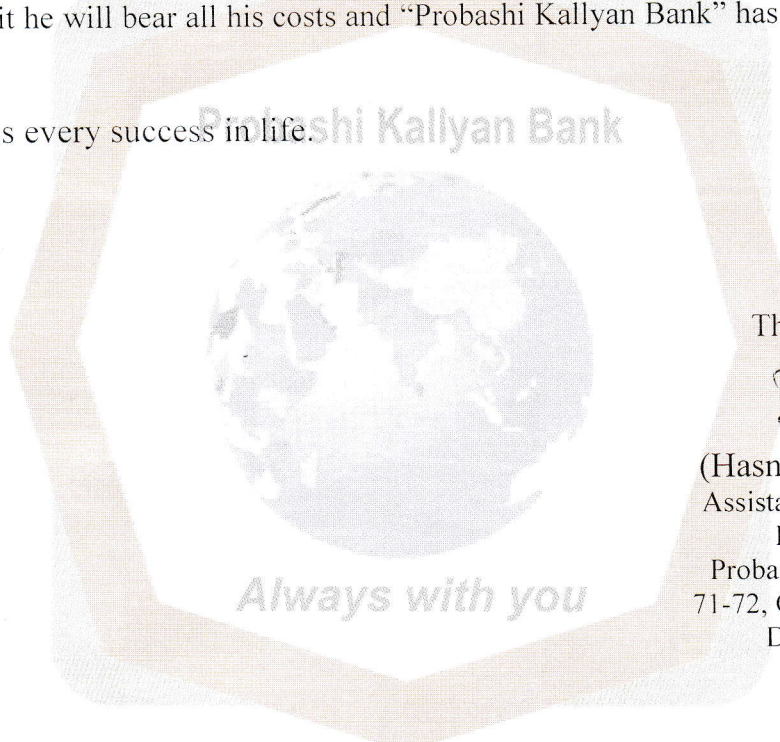 it he will bear all his costs and “Probashi Kallyan Bank” has
Probashi Kallyan Bank
s every success in life.
Th
(Hasn
Assista
Proba
Always with you
71-72,
D